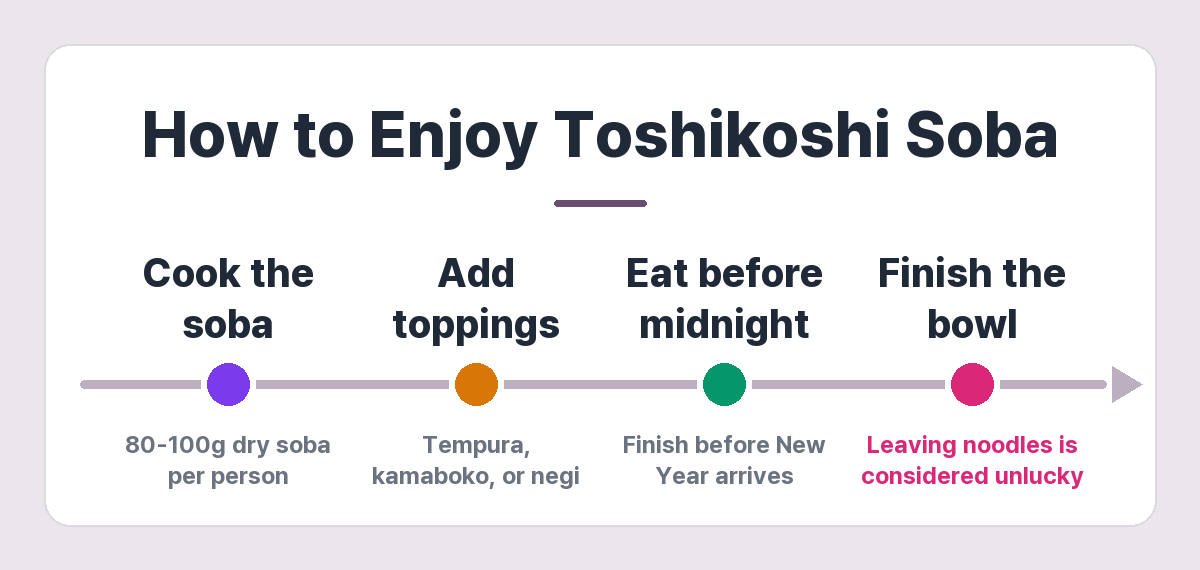 How to Enjoy Toshikoshi Soba
Cook the
soba
80-100g dry soba
per person
Add
toppings
Tempura,
kamaboko, or negi
Eat before
midnight
Finish before New
Year arrives
Finish the
bowl
Leaving noodles is
considered unlucky